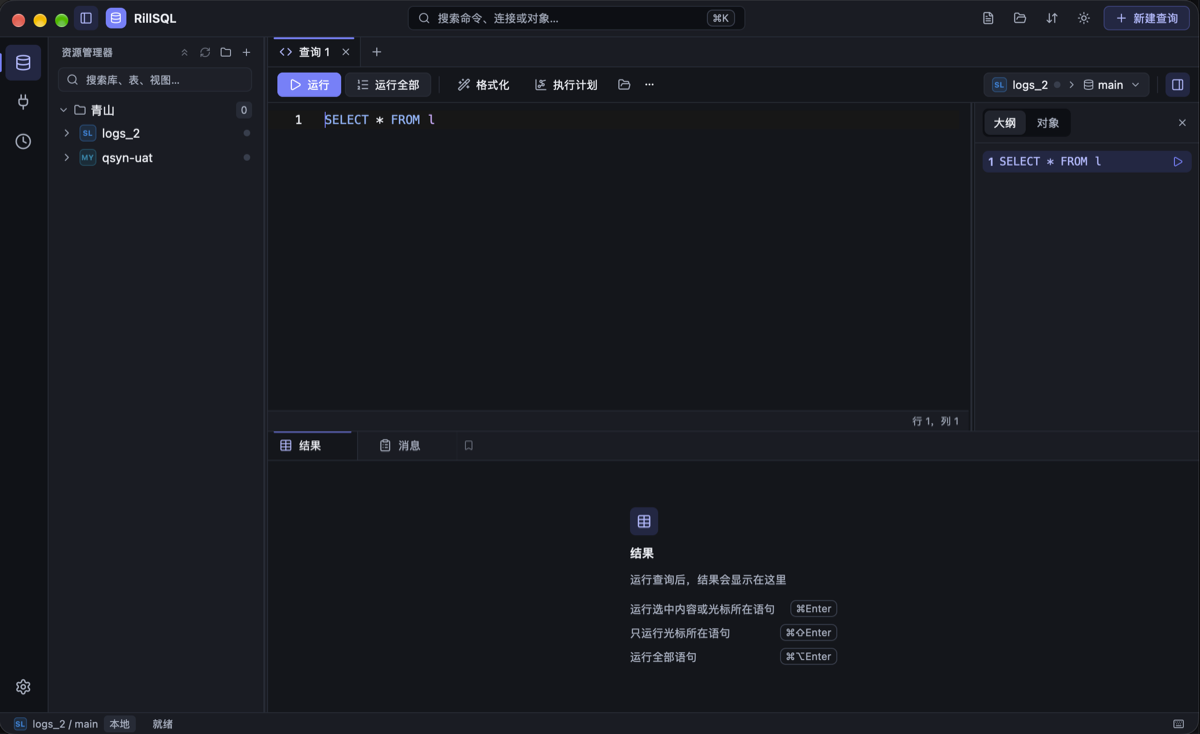 RillSQL
搜索命令、连接或对象...
⌘K
新建查询
资源管理器
查询 1
搜索库、表、视图...
运行
运行全部
格式化
执行计划
SL logs_2
main
青山
0
SL logs_2
MY qsyn-uat
1 SELECT * FROM l
大纲
对象
1 SELECT * FROM l
行 1，列 1
结果
消息
结果
运行查询后，结果会显示在这里
运行选中内容或光标所在语句 ⌘Enter
只运行光标所在语句 ⌘⇧Enter
运行全部语句 ⌘⌥Enter
SL logs_2 / main 本地 就绪